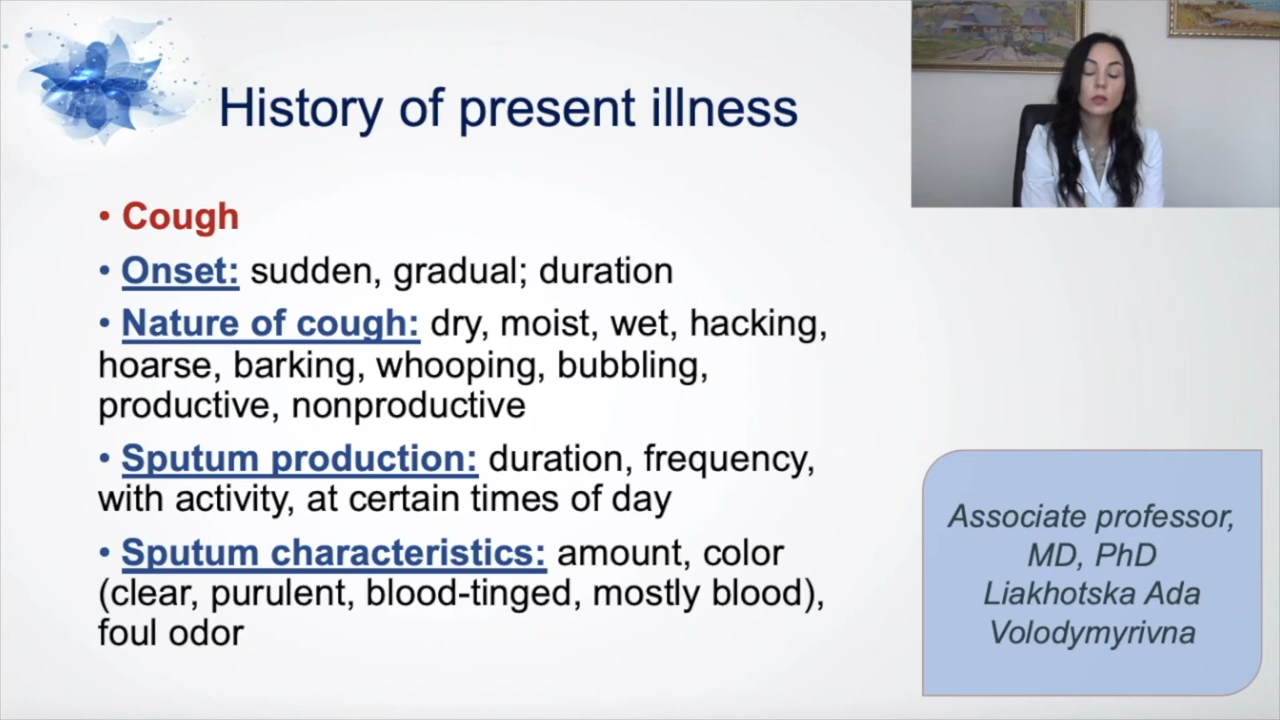 History of present illness
• Cough
• Onset: sudden, gradual; duration
• Nature of cough: dry, moist, wet, hacking,
hoarse, barking, whooping, bubbling,
productive, nonproductive
• Sputum production: duration, frequency,
with activity, at certain times of day
• Sputum characteristics: amount, color
(clear, purulent, blood-tinged, mostly blood),
foul odor
Associate professor,
MD, PhD
Liakhotska Ada
Volodymyrivna